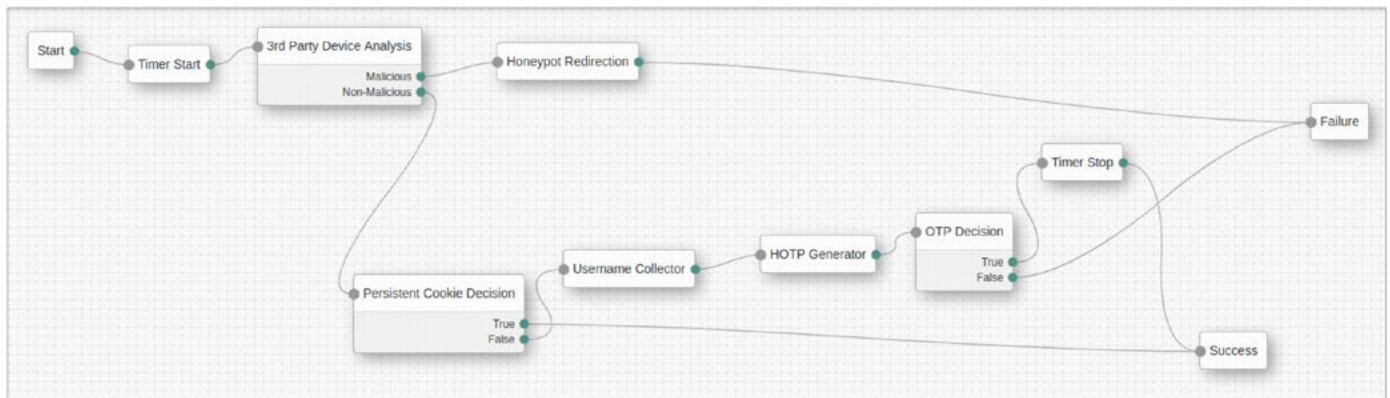 Start
Timer Start
3rd Party Device Analysis
Malicious
Non-Malicious
Honeypot Redirection
Failure
Timer Stop
OTP Decision
True
False
HOTP Generator
Username Collector
Persistent Cookie Decision
True
False
Success